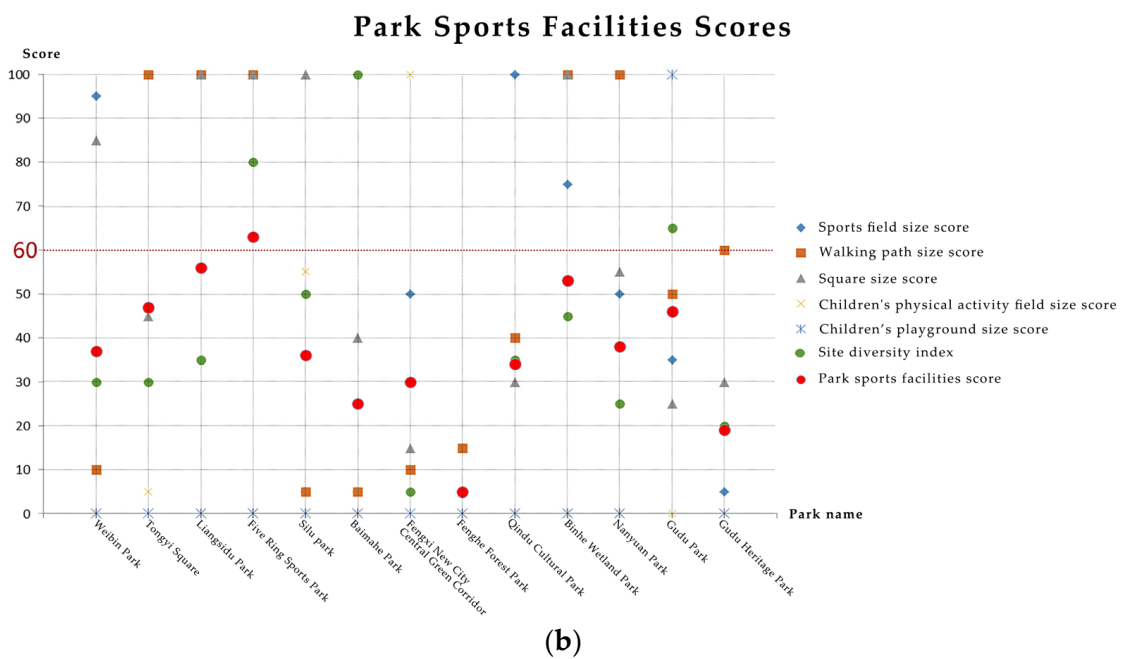 Park Sports Facilities Scores
Score
100
90
80
70
60
50
40
30
20
10
0
Sports field size score
Walking path size score
Square size score
Children's physical activity field size score
Children’s playground size score
Site diversity index
Park sports facilities score
Park name
Weibin Park
Tongyi Square
Liangsidu Park
Five Ring Sports Park
Silu park
Baimahe Park
Fengxi New City
Central Green Corridor
Fenghe Forest Park
Qindu Cultural Park
Binhe Wetland Park
Nanyuan Park
Gudu Park
Gudu Heritage Park
(b)